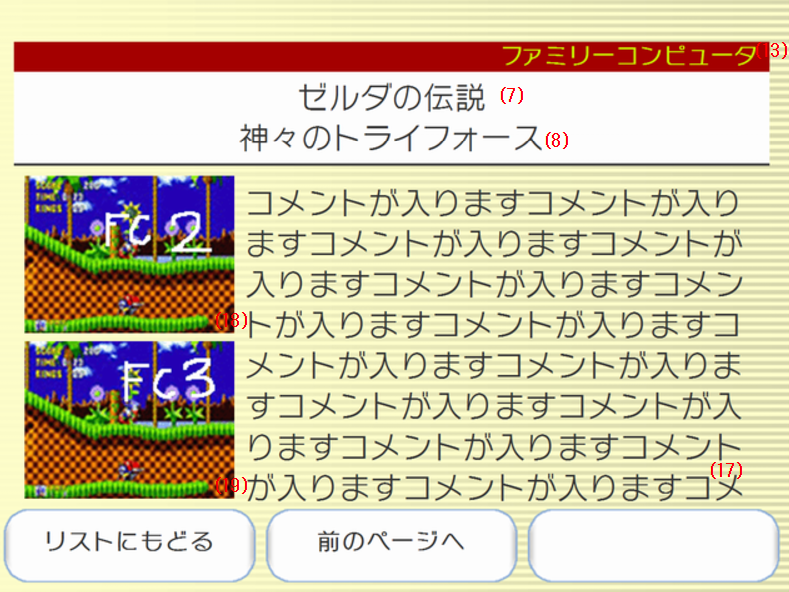 ファミリーコンピュータ(13)
ゼルダの伝説 (7)
神々のトライフォース(8)
FC2
(18)
FC3
(19)
コメントが入りますコメントが入り
ますコメントが入りますコメントが
入りますコメントが入りますコメン
トが入りますコメントが入りますコ
メントが入りますコメントが入りま
すコメントが入りますコメントが入
りますコメントが入りますコメント
(17)
が入りますコメントが入りますコメ
リストにもどる
前のページへ